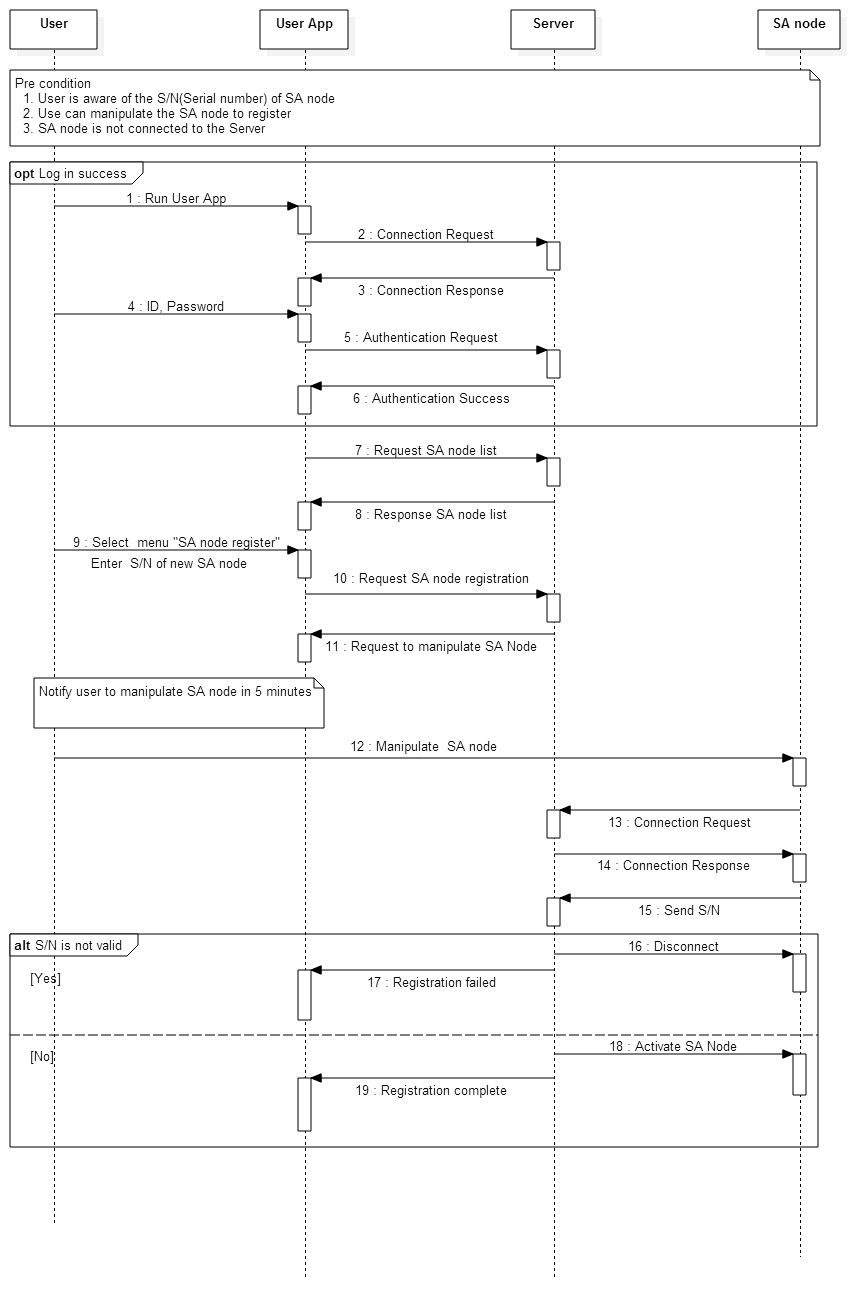 User
User App
Server
SA node
Pre condition
1. User is aware of the S/N(Serial number) of SA node
2. Use can manipulate the SA node to register
3. SA node is not connected to the Server
opt Log in success
1 : Run User App
2 : Connection Request
3 : Connection Response
4 : ID, Password
5 : Authentication Request
6 : Authentication Success
7 : Request SA node list
8 : Response SA node list
9 : Select  menu "SA node register"
Enter  S/N of new SA node
10 : Request SA node registration
11 : Request to manipulate SA Node
Notify user to manipulate SA node in 5 minutes
12 : Manipulate  SA node
13 : Connection Request
14 : Connection Response
15 : Send S/N
alt S/N is not valid
16 : Disconnect
[Yes]
17 : Registration failed
18 : Activate SA Node
[No]
19 : Registration complete